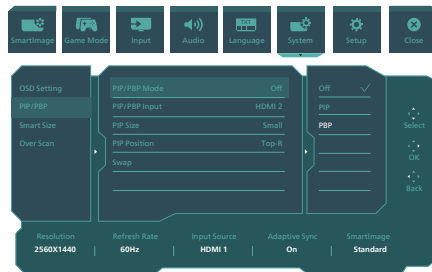 TXT
SmartImage
Game Mode
Input
Audio
Language
System
Setup
Close
OSD Setting
PIP/PBP
Smart Size
Over Scan
PIP/PBP Mode Off
PIP/PBP Input HDMI 2
PIP Size Small
PIP Position Top-R
Swap
Off
PIP
PBP
Select
OK
Back
Resolution Refresh Rate Input Source Adaptive Sync SmartImage
2560X1440 | 60Hz | HDMI 1 | On | Standard